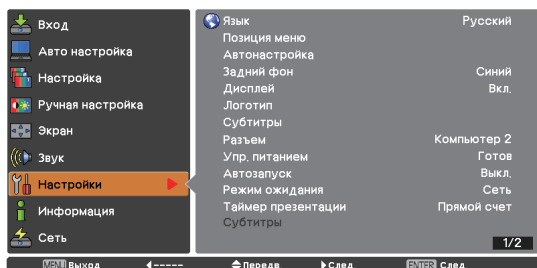 Вход
Авто настройка
Настройка
Ручная настройка
Экран
Звук
Настройки
Информация
Сеть
Язык Русский
Позиция меню
Автонастройка
Задний фон Синий
Дисплей Вкл.
Логотип
Субтитры
Разъем Компьютер 2
Упр. питанием Готов
Автозапуск Выкл.
Режим ожидания Сеть
Таймер презентации Прямой счет
Субтитры
1/2
MENU Выход ----- Передв След ENTER След